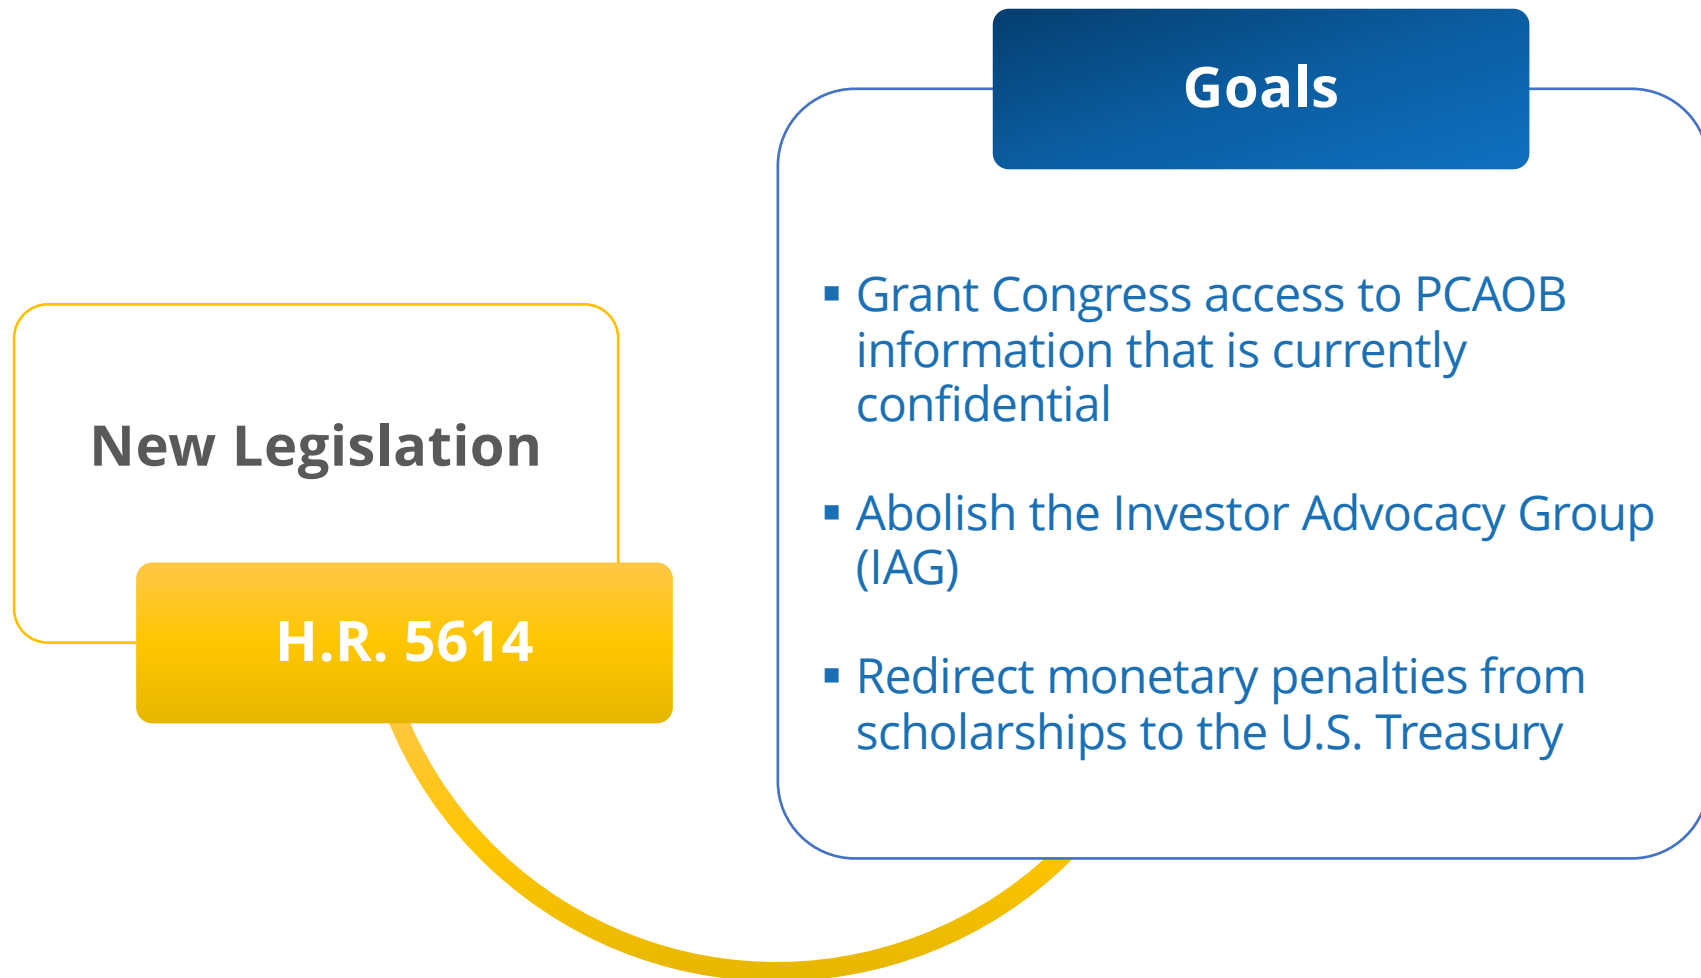 New Legislation
H.R. 5614
Goals
▪ Grant Congress access to PCAOB
information that is currently
confidential
▪ Abolish the Investor Advocacy Group
(IAG)
▪ Redirect monetary penalties from
scholarships to the U.S. Treasury